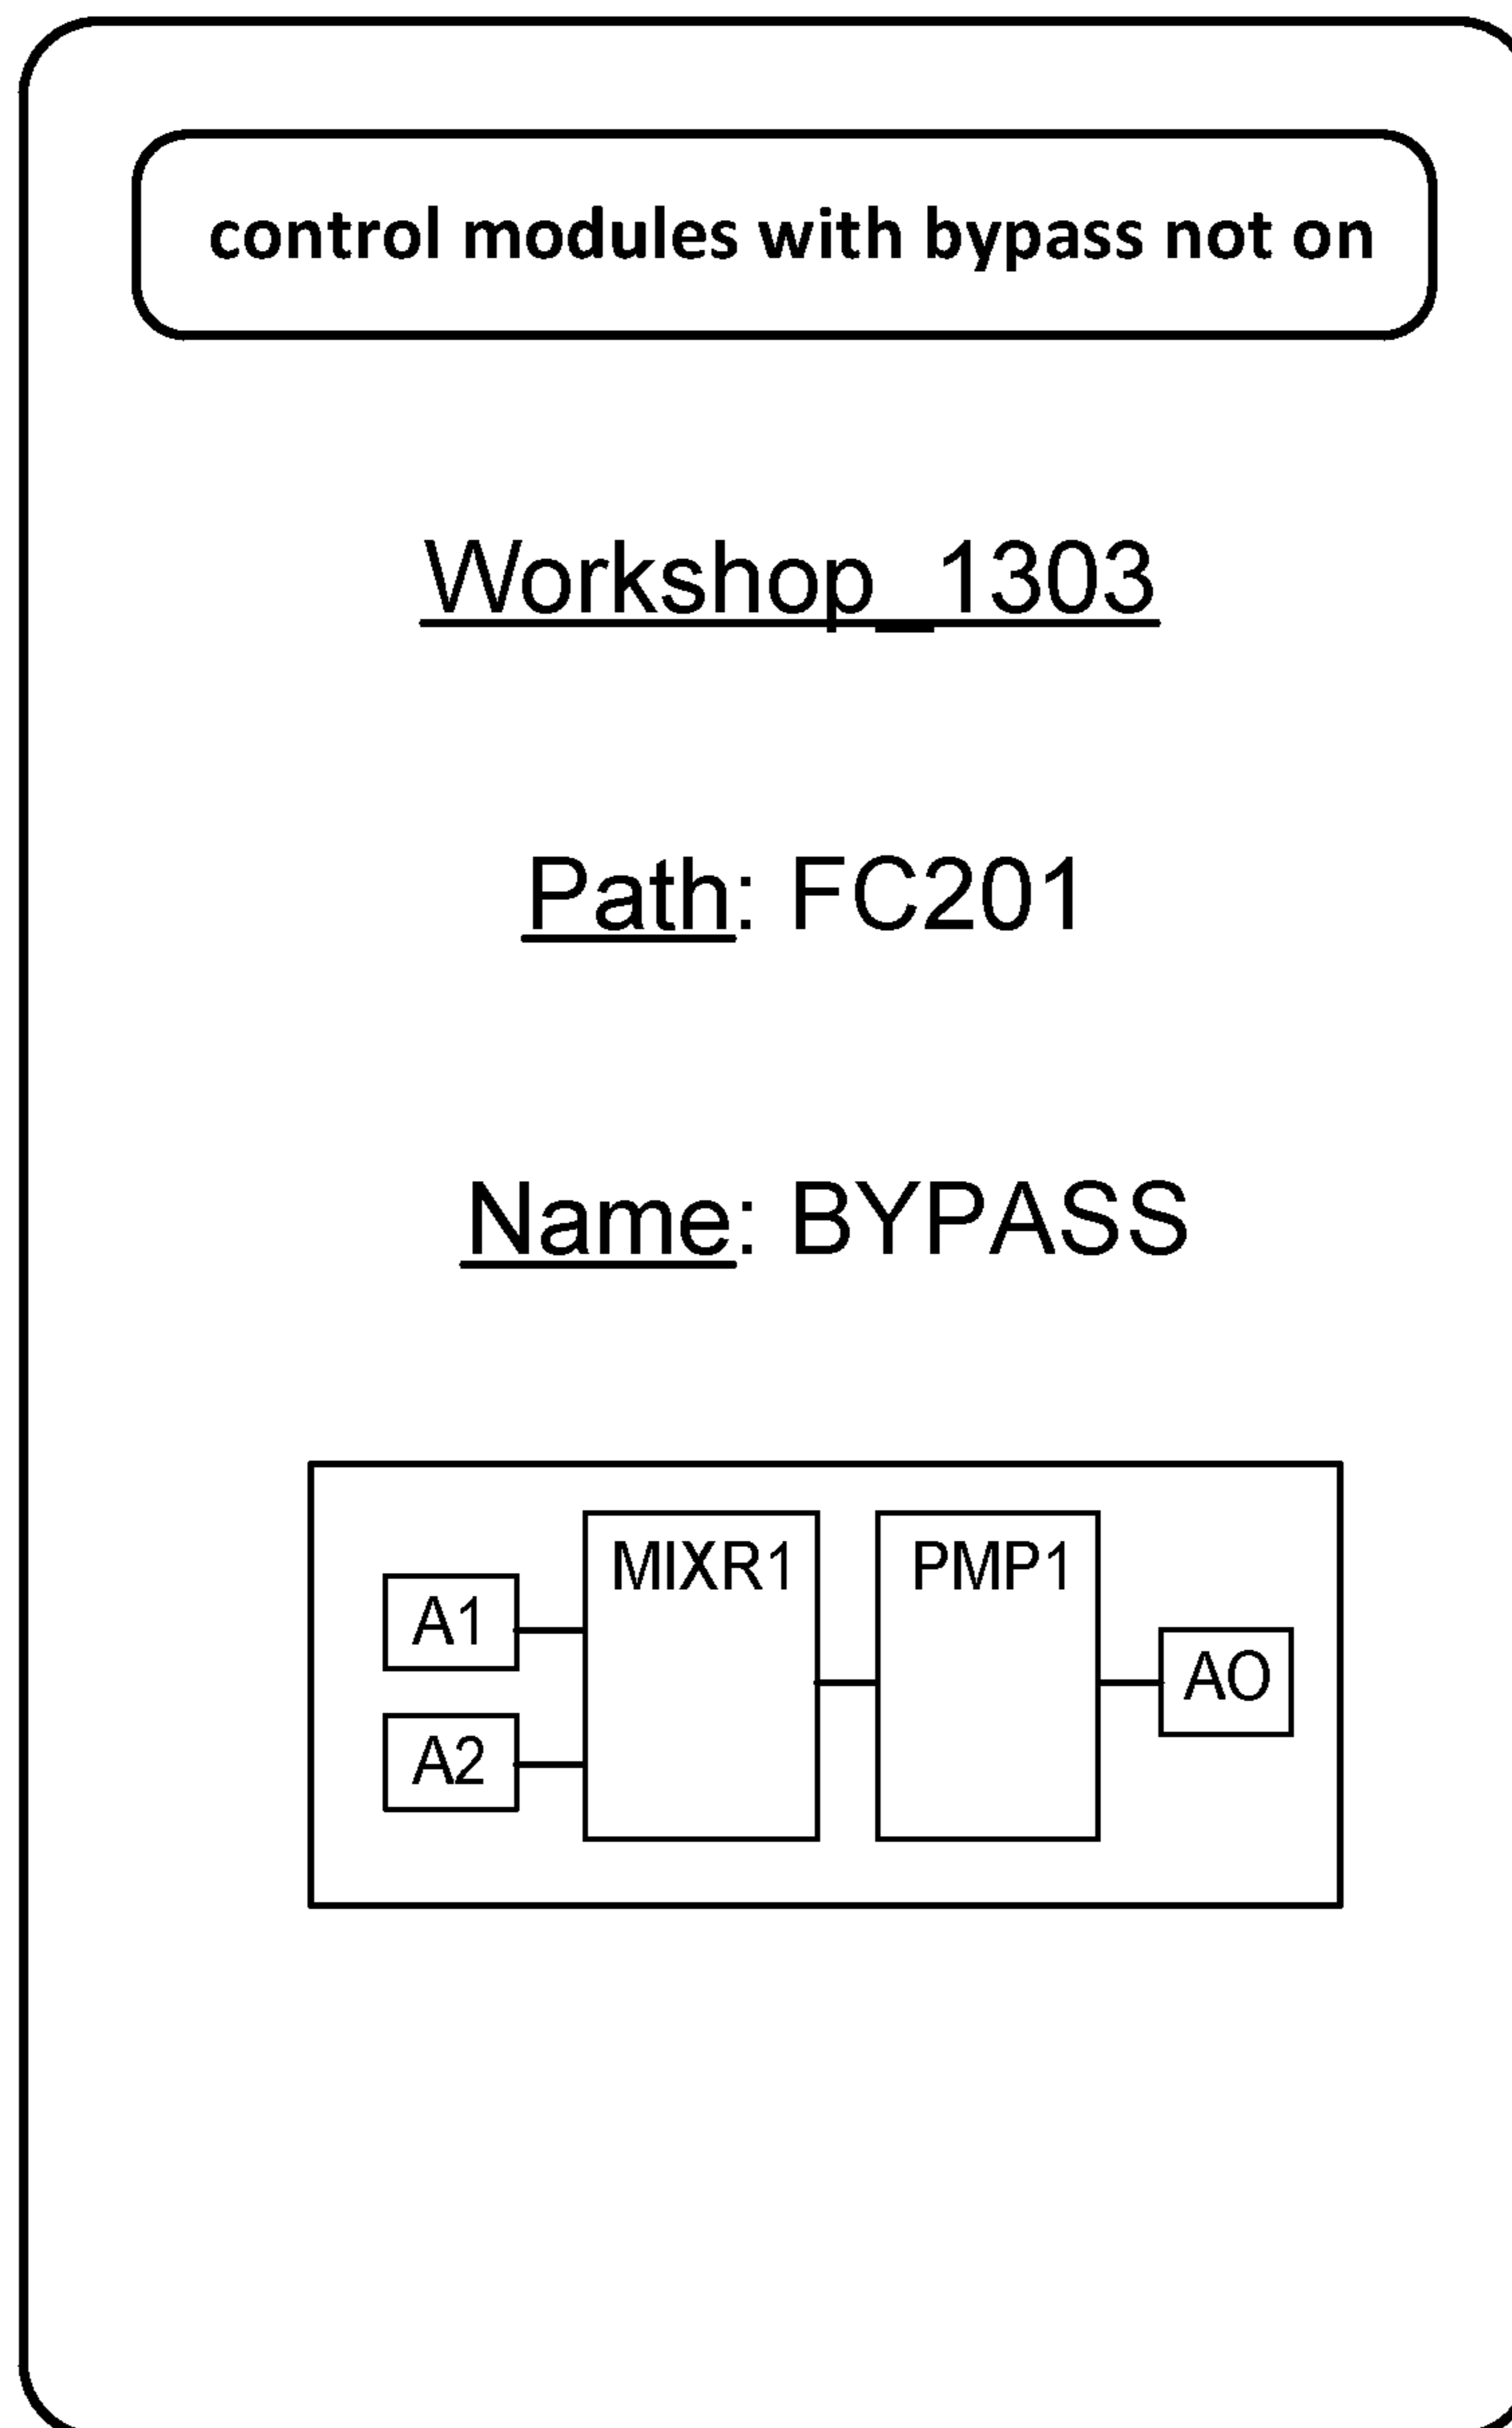 control modules with bypass not on
Workshop_1303
Path: FC201
Name: BYPASS
MIXR1 PMP1
A1
AO
A2